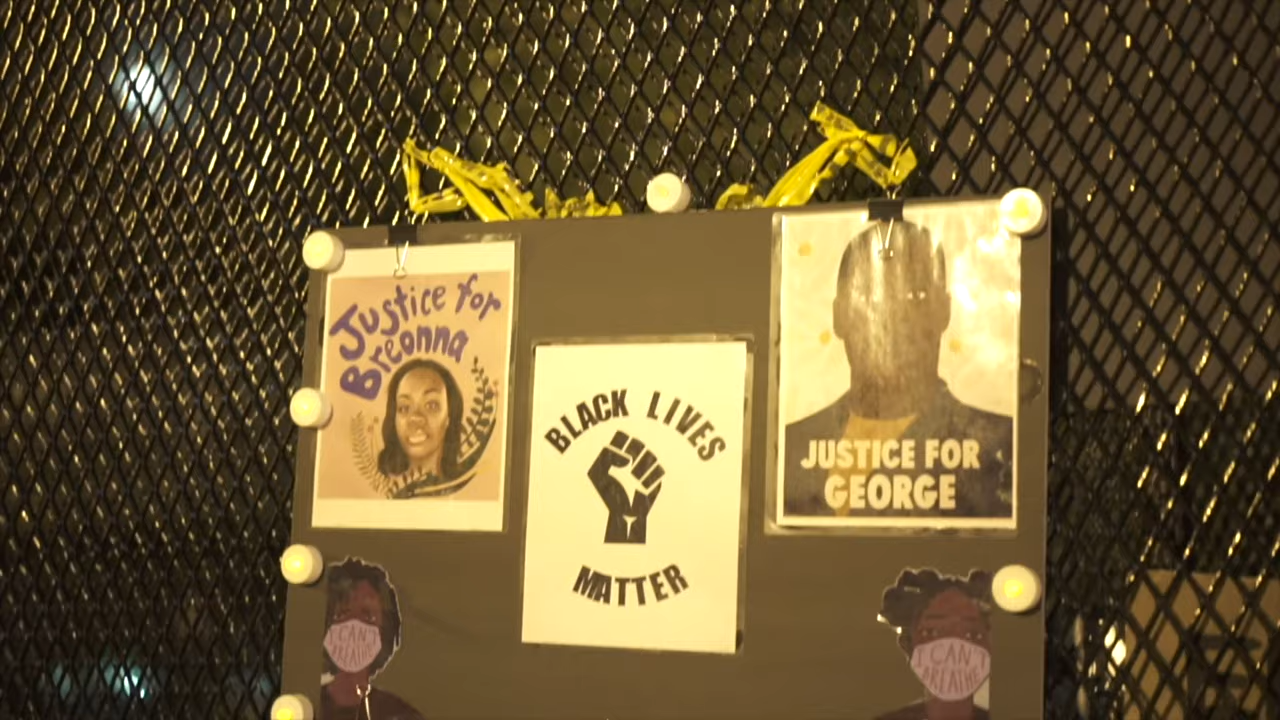 Justice for
Breonna
BLACK LIVES
MATTER
JUSTICE FOR
GEORGE
I CAN'T
BREATHE
I CAN'T
BREATHE